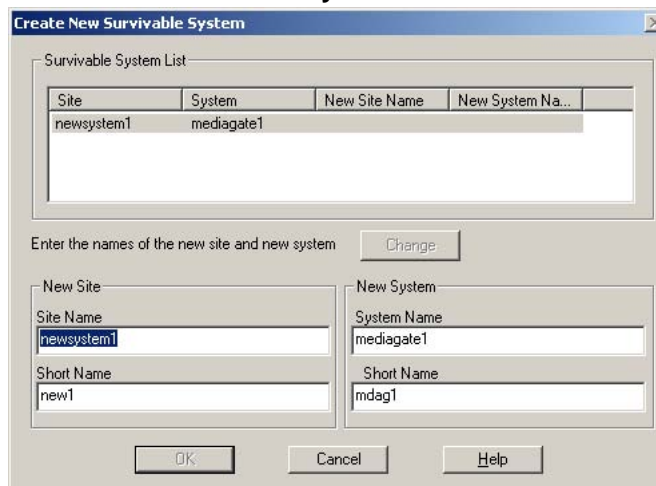 Create New Survivable System
Survivable System List
Site System New Site Name New System Na...
newsystem1 mediagate1
Enter the names of the new site and new system Change
New Site New System
Site Name System Name
newsystem1 mediagate1
Short Name Short Name
new1 mdag1
OK Cancel Help